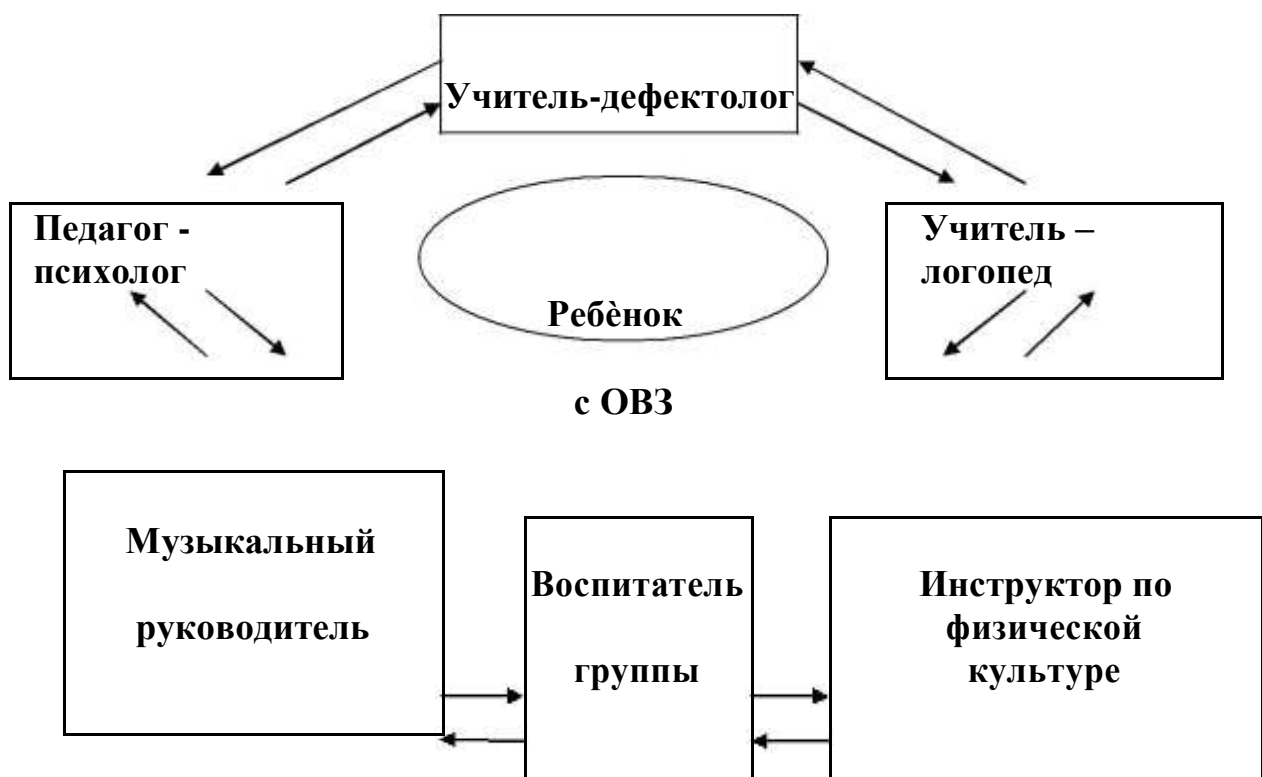 Учитель-дефектолог
Педагог -
психолог
Учитель –
логопед
Ребѐнок
с ОВЗ
Музыкальный
руководитель
Воспитатель
группы
Инструктор по
физической
культуре